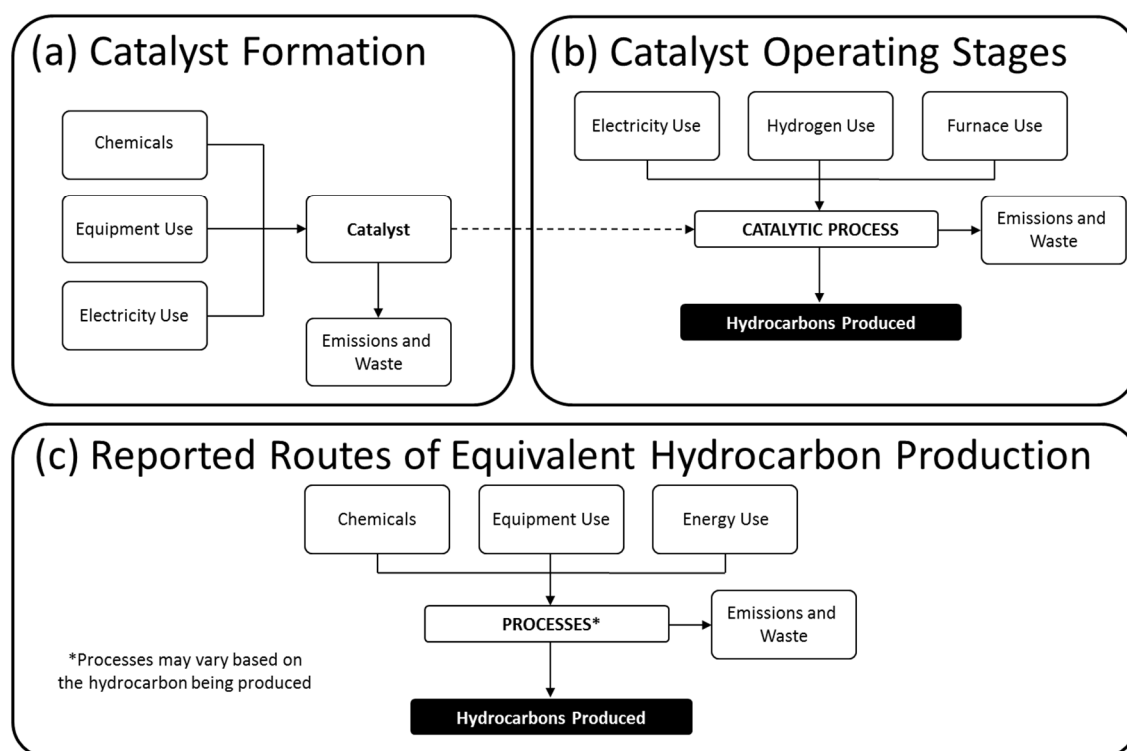 (a) Catalyst Formation
Chemicals
Equipment Use
Electricity Use
Catalyst
Emissions and
Waste
(b) Catalyst Operating Stages
Electricity Use
Hydrogen Use
Furnace Use
CATALYTIC PROCESS
Emissions and
Waste
Hydrocarbons Produced
(c) Reported Routes of Equivalent Hydrocarbon Production
Chemicals
Equipment Use
Energy Use
PROCESSES*
Emissions and
Waste
*Processes may vary based on
the hydrocarbon being produced
Hydrocarbons Produced